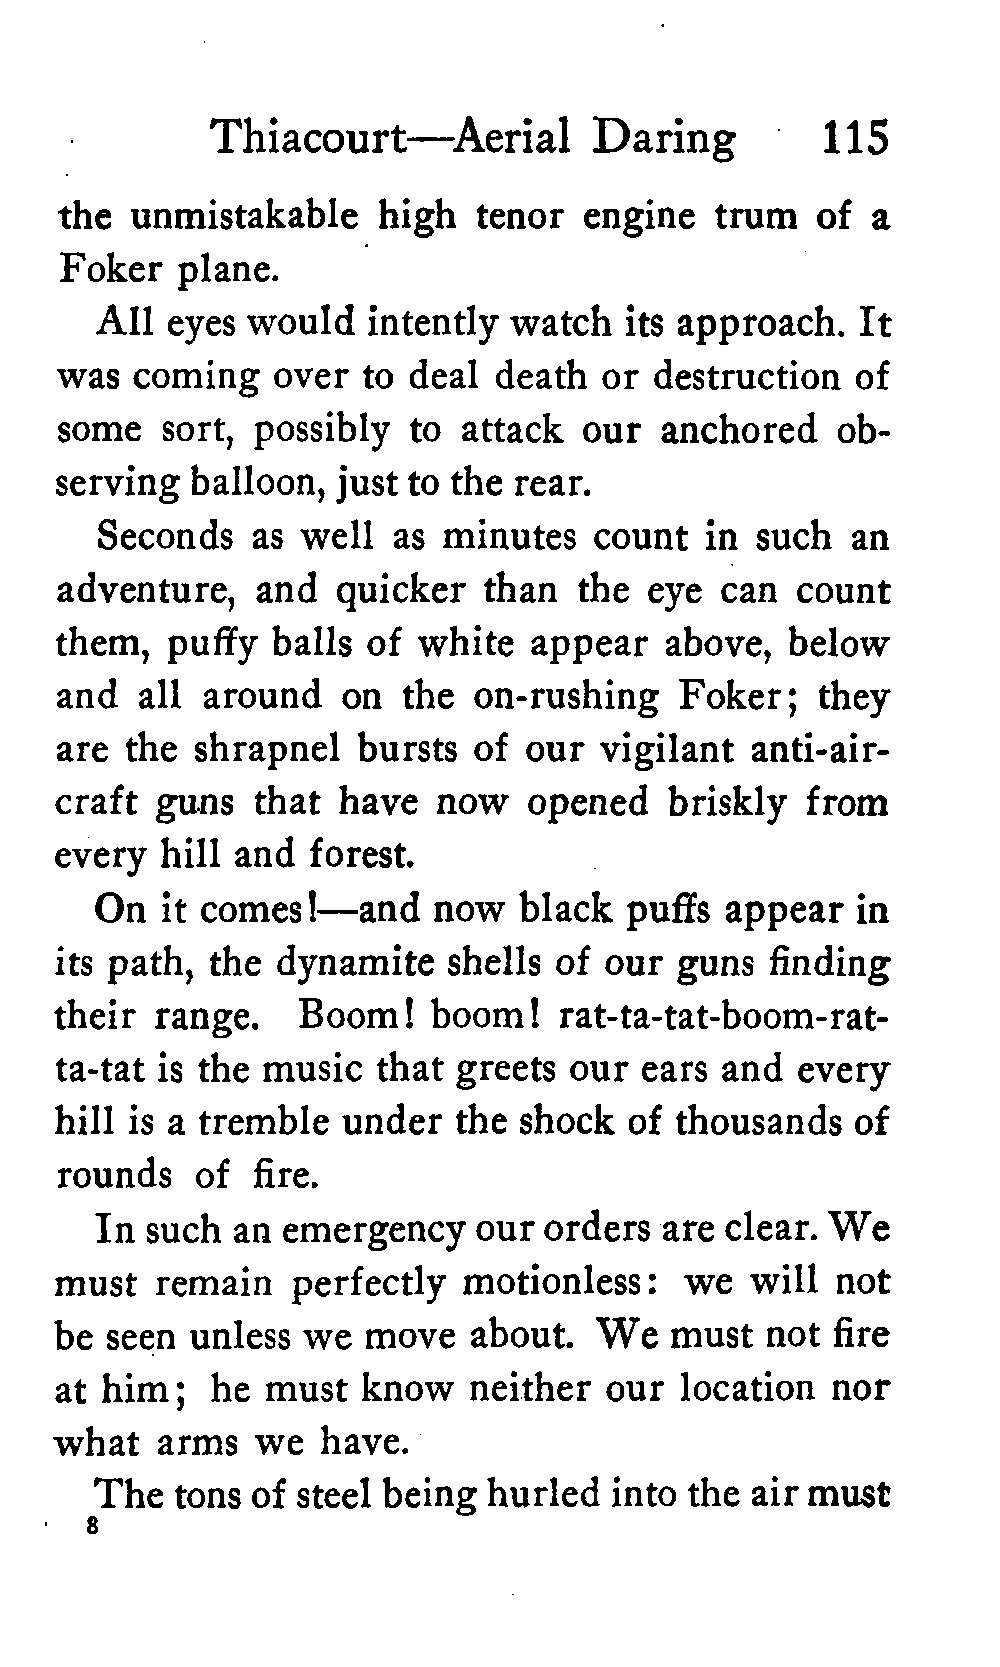 Thiacourt—Aerial Daring 115
the unmistakable high tenor engine trum of a
Foker plane.
All eyes would intently watch its approach. It
was coming over to deal death or destruction of
some sort, possibly to attack our anchored ob-
serving balloon, just to the rear.
Seconds as well as minutes count in such an
adventure, and quicker than the eye can count
them, puffy balls of white appear above, below
and all around on the on-rushing Foker; they
are the shrapnel bursts of our vigilant anti-air-
craft guns that have now opened briskly from
every hill and forest.
On it comes!—and now black puffs appear in
its path, the dynamite shells of our guns finding
their range. Boom! boom! rat-ta-tat-boom-rat-
ta-tat is the music that greets our ears and every
hill is a tremble under the shock of thousands of
rounds of fire.
In such an emergency our orders are clear. We
must remain perfectly motionless: we will not
be seen unless we move about. We must not fire
at him; he must know neither our location nor
what arms we have.
The tons of steel being hurled into the air must
8